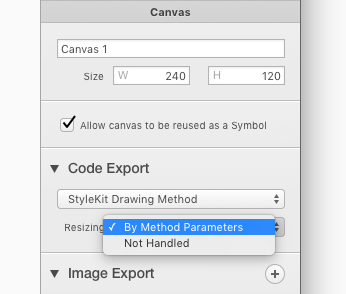 Canvas
Canvas 1
Size W 240 H 120
Allow canvas to be reused as a Symbol
Code Export
StyleKit Drawing Method
Resizing By Method Parameters
Not Handled
Image Export